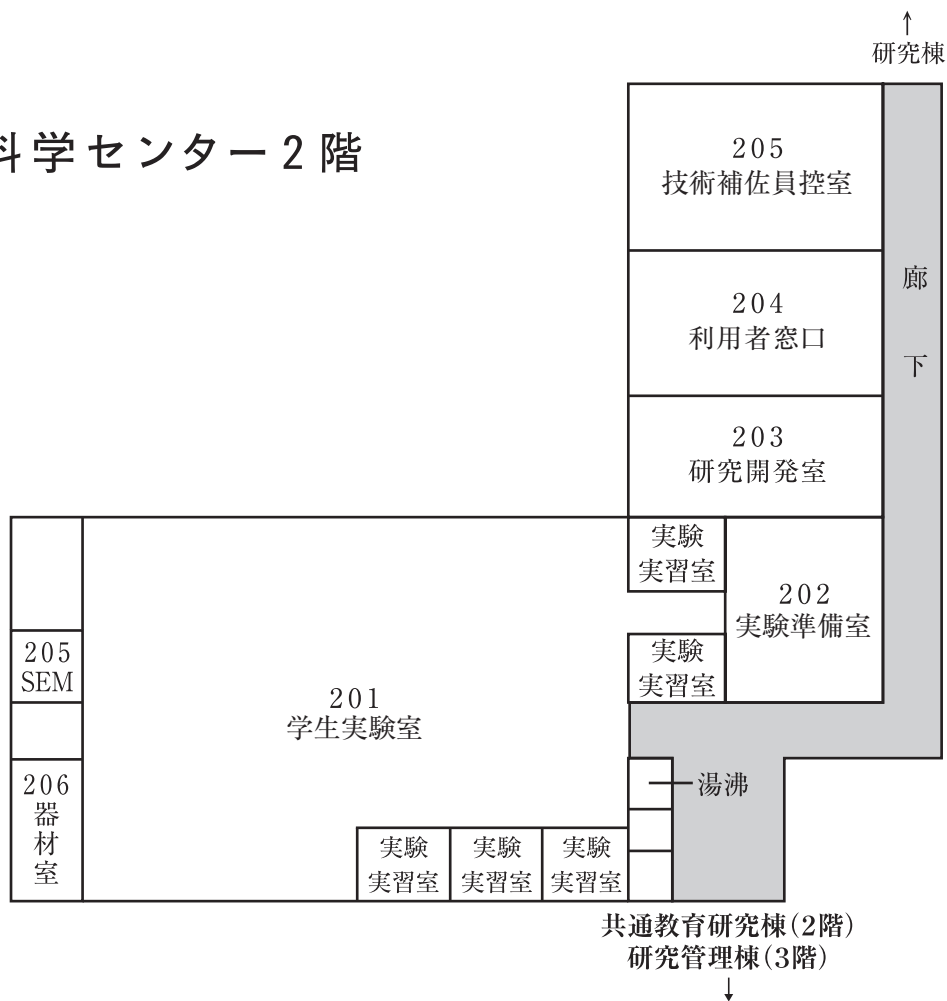 ↑
研究棟
科学センター2階
205
技術補佐員控室
204
利用者窓口
廊下
203
研究開発室
実験
実習室
202
実験準備室
実験
実習室
205
SEM
201
学生実験室
206
器材室
湯沸
実験
実習室
実験
実習室
実験
実習室
共通教育研究棟(2階)
研究管理棟(3階)
↓